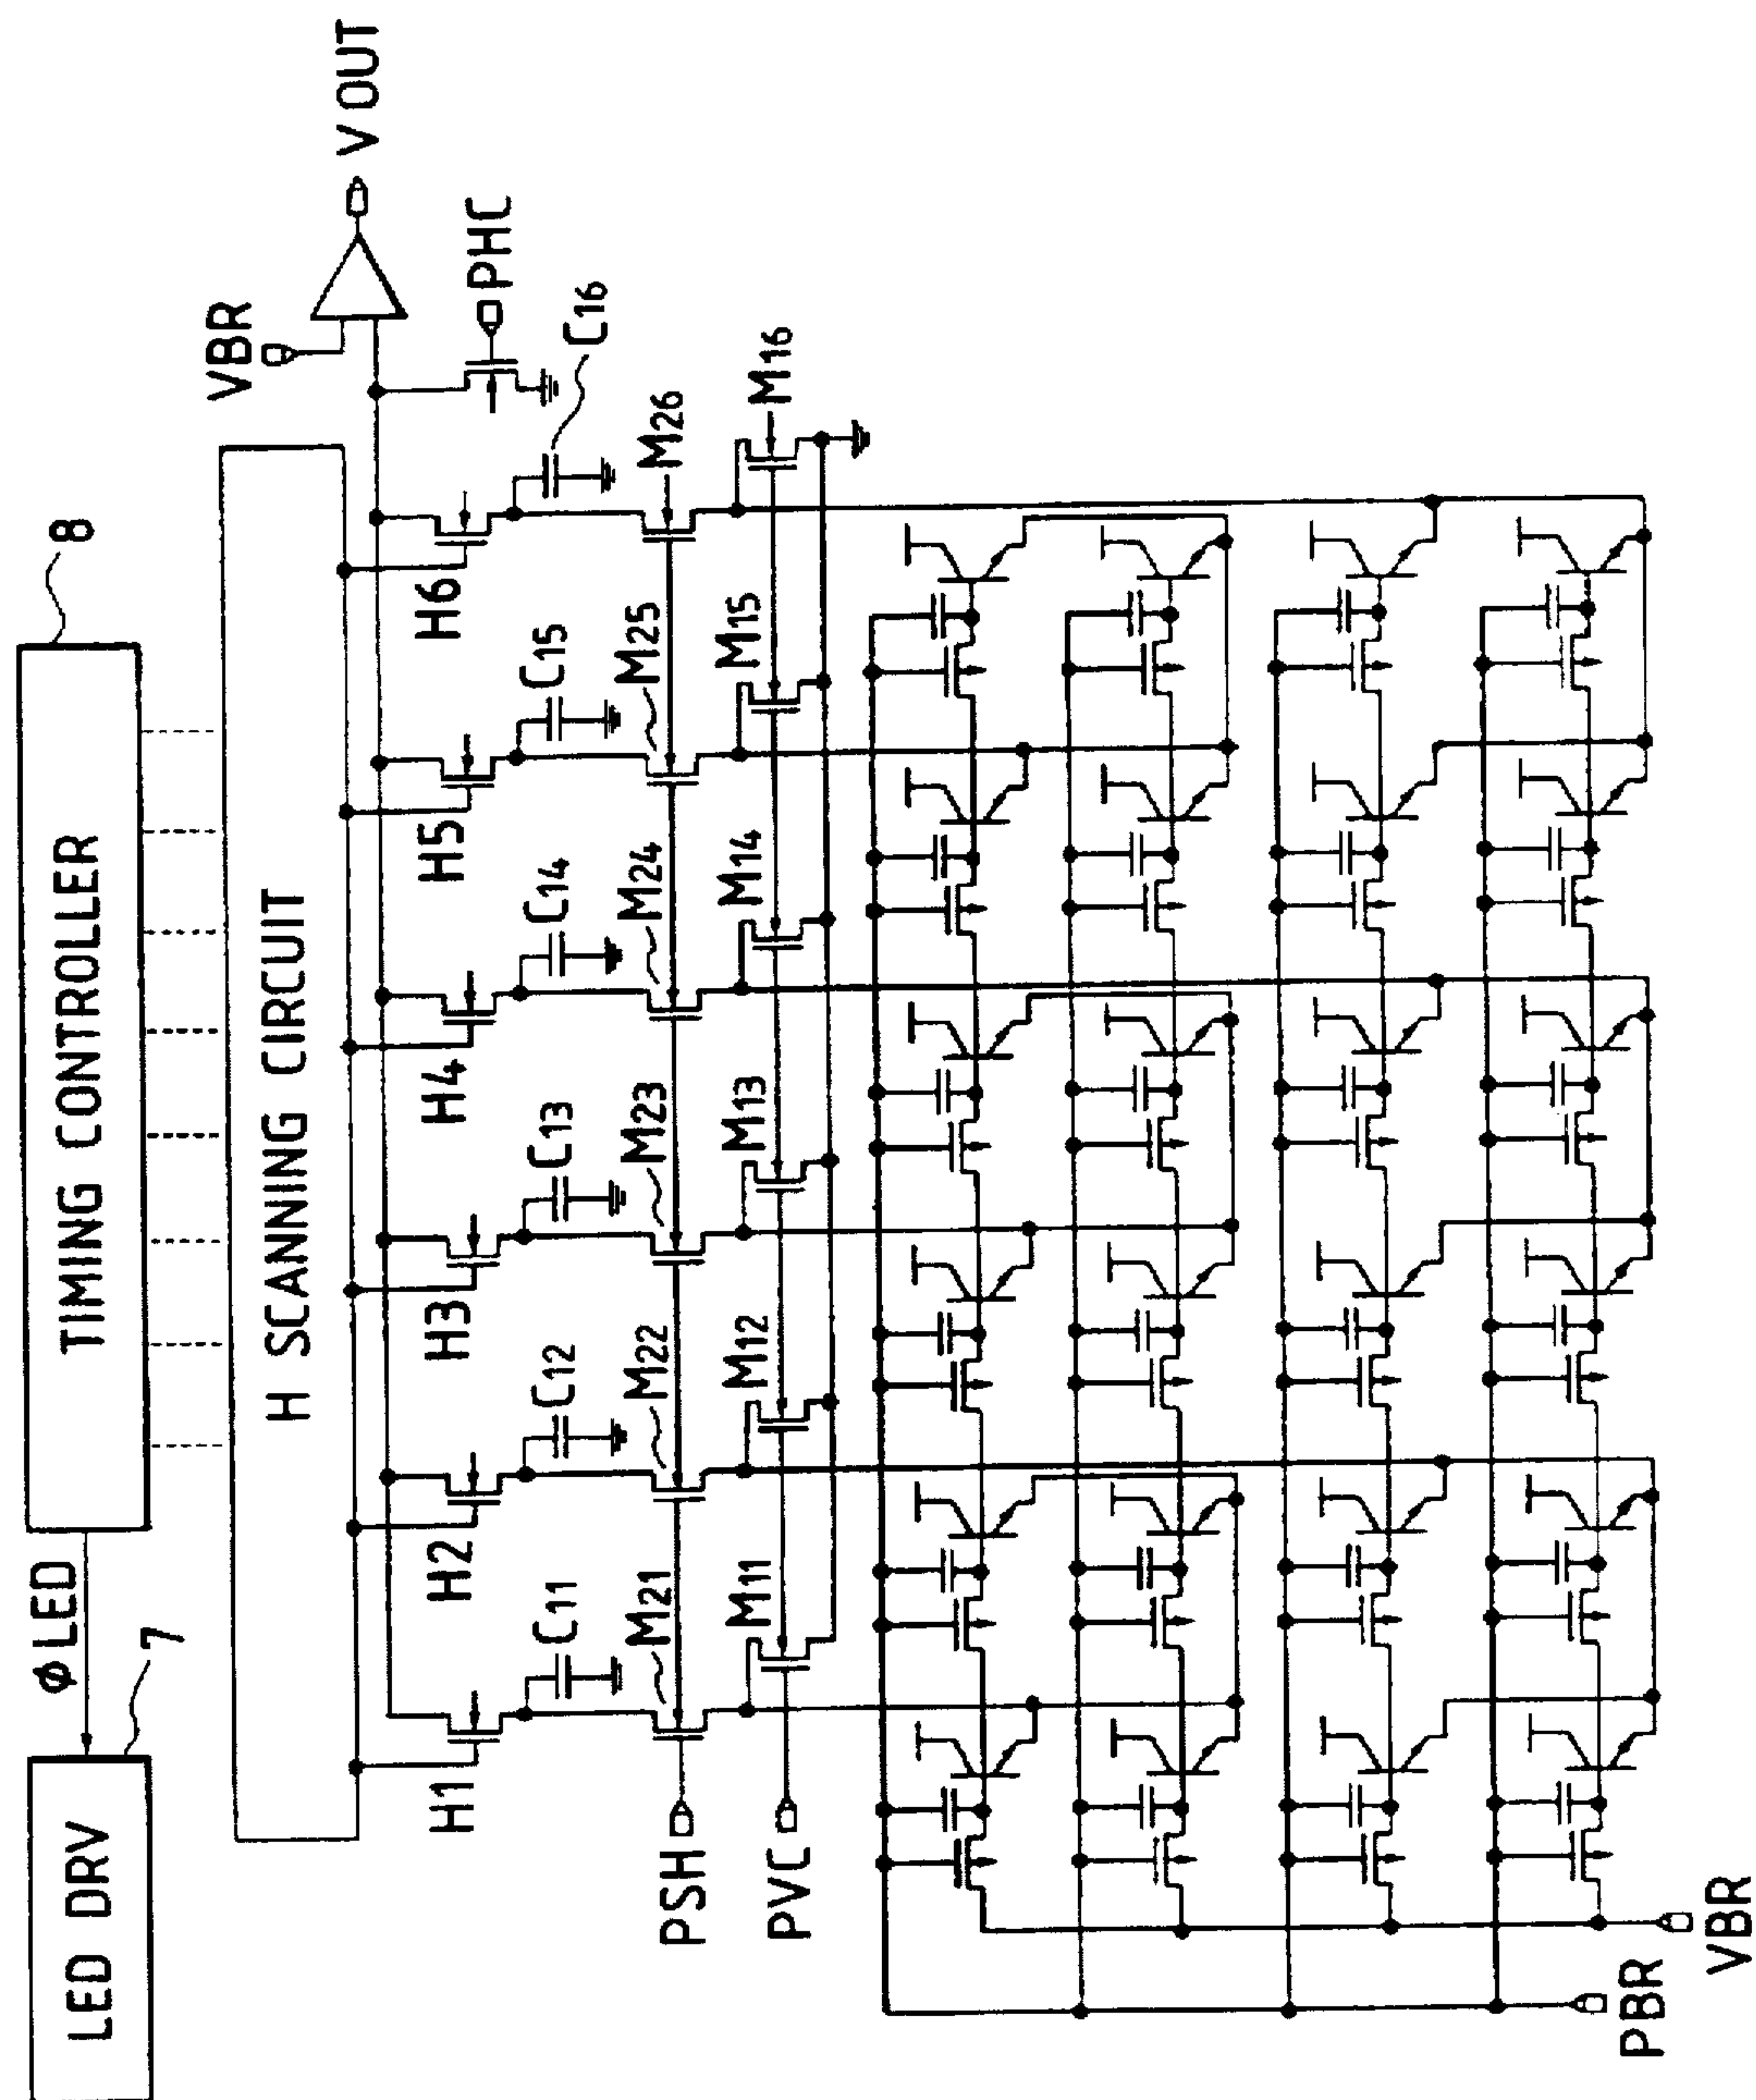 LED DRV
7
ϕ LED
TIMING CONTROLLER
8
H SCANNING CIRCUIT
VBR
V OUT
PHC
H1
H2
H3
H4
H5
H6
C11
C12
C13
C14
C15
C16
PSH
M21
M22
M23
M24
M25
M26
PVC
M11
M12
M13
M14
M15
M16
PBR
VBR